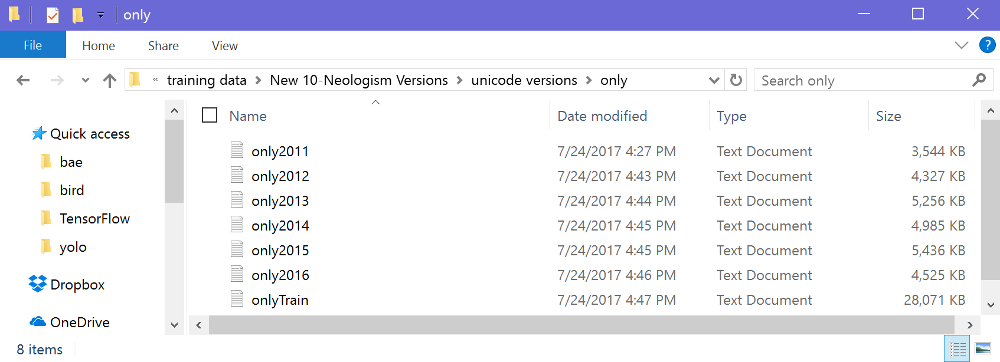 only
File Home Share View ?
« training data > New 10-Neologism Versions > unicode versions > only Search only
Name Date modified Type Size
Quick access
bae
bird
TensorFlow
yolo
Dropbox
OneDrive
only2011 7/24/2017 4:27 PM Text Document 3,544 KB
only2012 7/24/2017 4:43 PM Text Document 4,327 KB
only2013 7/24/2017 4:44 PM Text Document 5,256 KB
only2014 7/24/2017 4:45 PM Text Document 4,985 KB
only2015 7/24/2017 4:45 PM Text Document 5,436 KB
only2016 7/24/2017 4:46 PM Text Document 4,525 KB
onlyTrain 7/24/2017 4:47 PM Text Document 28,071 KB
8 items